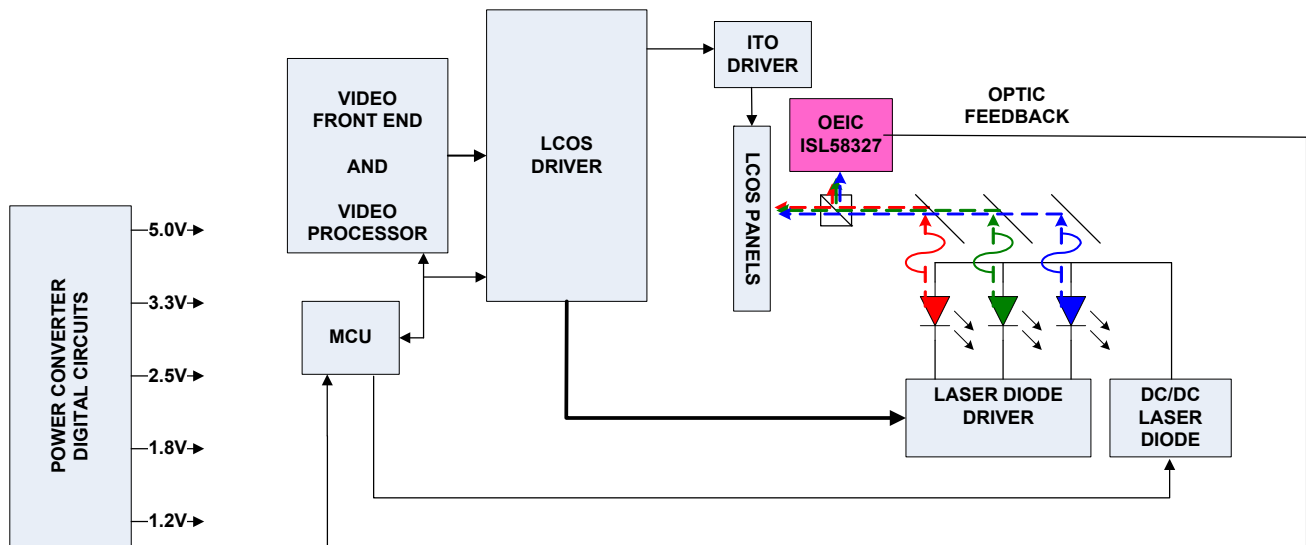 VIDEO
FRONT END
AND
VIDEO
PROCESSOR
LCOS
DRIVER
ITO
DRIVER
OEIC
ISL58327
OPTIC
FEEDBACK
LCOS PANELS
POWER CONVERTER
DIGITAL CIRCUITS
5.0V
3.3V
2.5V
1.8V
1.2V
MCU
LASER DIODE
DRIVER
DC/DC
LASER
DIODE